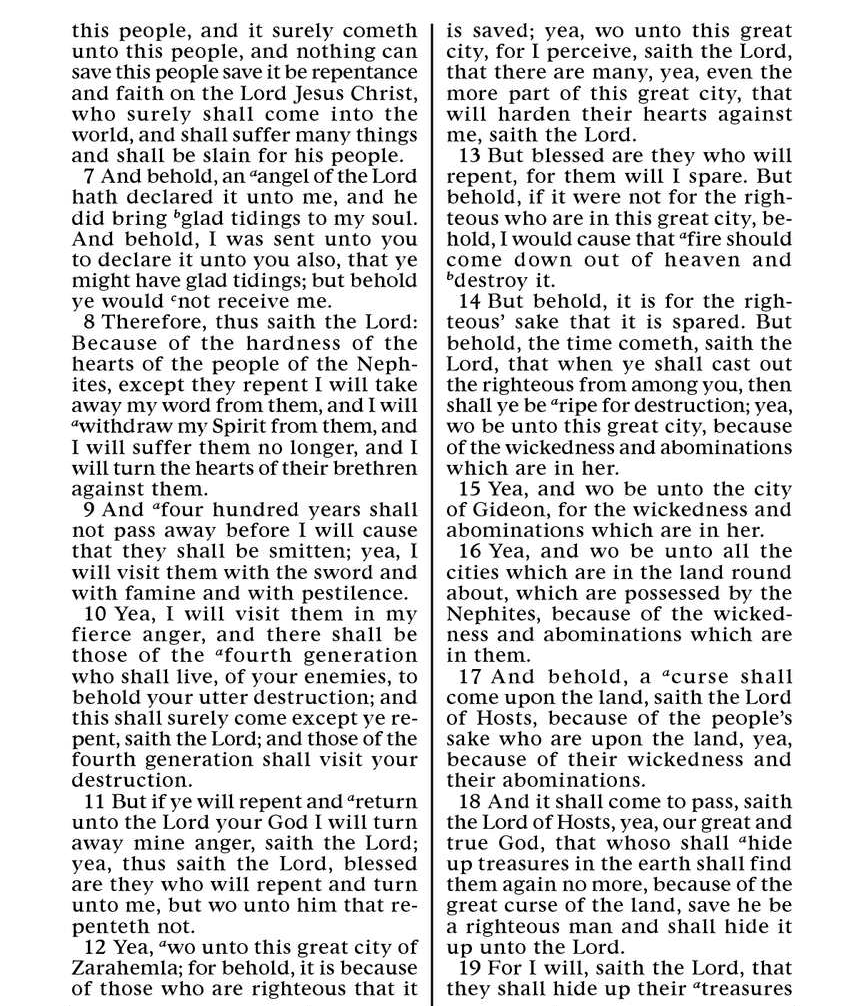 this people, and it surely cometh
unto this people, and nothing can
save this people save it be repentance
and faith on the Lord Jesus Christ,
who surely shall come into the
world, and shall suffer many things
and shall be slain for his people.
7 And behold, an ᵃangel of the Lord
hath declared it unto me, and he
did bring ᵇglad tidings to my soul.
And behold, I was sent unto you
to declare it unto you also, that ye
might have glad tidings; but behold
ye would ᶜnot receive me.
8 Therefore, thus saith the Lord:
Because of the hardness of the
hearts of the people of the Neph-
ites, except they repent I will take
away my word from them, and I will
ᵃwithdraw my Spirit from them, and
I will suffer them no longer, and I
will turn the hearts of their brethren
against them.
9 And ᵃfour hundred years shall
not pass away before I will cause
that they shall be smitten; yea, I
will visit them with the sword and
with famine and with pestilence.
10 Yea, I will visit them in my
fierce anger, and there shall be
those of the ᵃfourth generation
who shall live, of your enemies, to
behold your utter destruction; and
this shall surely come except ye re-
pent, saith the Lord; and those of the
fourth generation shall visit your
destruction.
11 But if ye will repent and ᵃreturn
unto the Lord your God I will turn
away mine anger, saith the Lord;
yea, thus saith the Lord, blessed
are they who will repent and turn
unto me, but wo unto him that re-
penteth not.
12 Yea, ᵃwo unto this great city of
Zarahemla; for behold, it is because
of those who are righteous that it
is saved; yea, wo unto this great
city, for I perceive, saith the Lord,
that there are many, yea, even the
more part of this great city, that
will harden their hearts against
me, saith the Lord.
13 But blessed are they who will
repent, for them will I spare. But
behold, if it were not for the righ-
teous who are in this great city, be-
hold, I would cause that ᵃfire should
come down out of heaven and
ᵇdestroy it.
14 But behold, it is for the righ-
teous’ sake that it is spared. But
behold, the time cometh, saith the
Lord, that when ye shall cast out
the righteous from among you, then
shall ye be ᵃripe for destruction; yea,
wo be unto this great city, because
of the wickedness and abominations
which are in her.
15 Yea, and wo be unto the city
of Gideon, for the wickedness and
abominations which are in her.
16 Yea, and wo be unto all the
cities which are in the land round
about, which are possessed by the
Nephites, because of the wicked-
ness and abominations which are
in them.
17 And behold, a ᵃcurse shall
come upon the land, saith the Lord
of Hosts, because of the people’s
sake who are upon the land, yea,
because of their wickedness and
their abominations.
18 And it shall come to pass, saith
the Lord of Hosts, yea, our great and
true God, that whoso shall ᵃhide
up treasures in the earth shall find
them again no more, because of the
great curse of the land, save he be
a righteous man and shall hide it
up unto the Lord.
19 For I will, saith the Lord, that
they shall hide up their ᵃtreasures